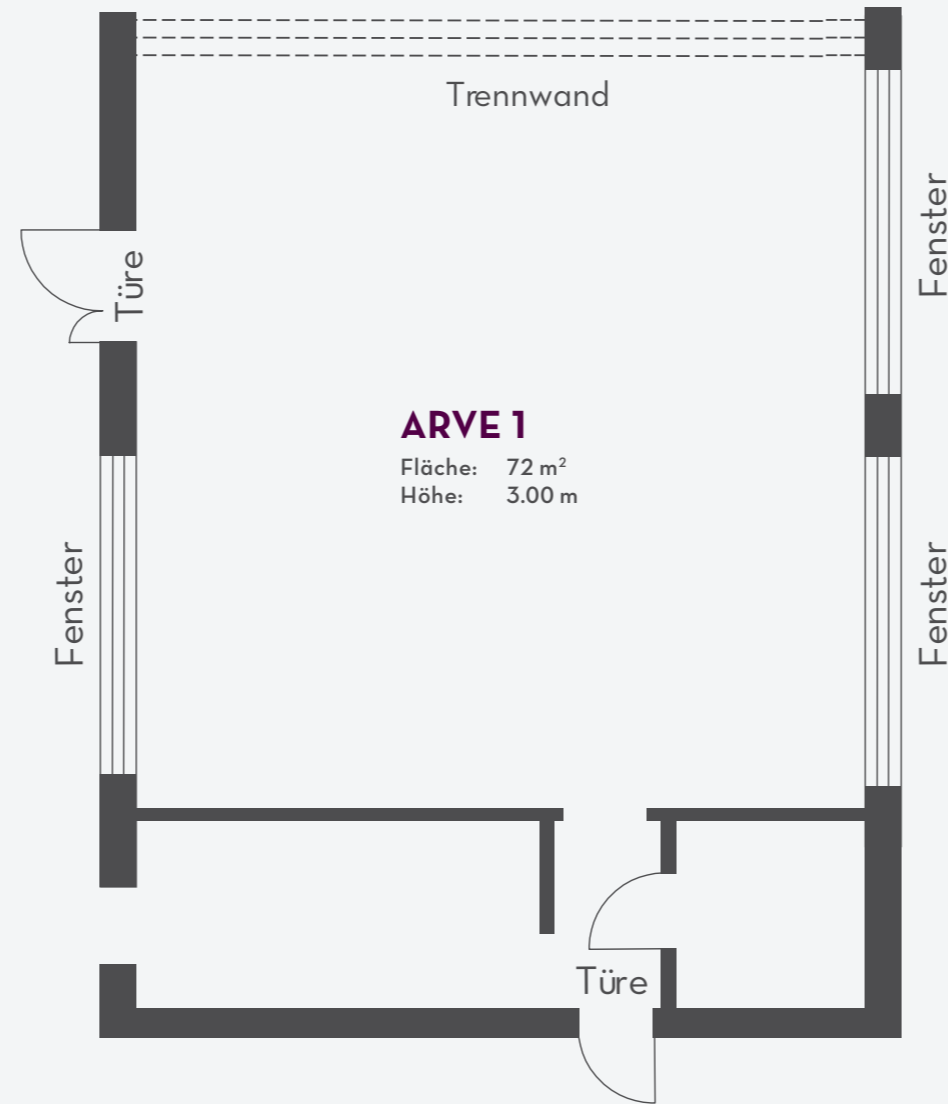 Trennwand
Fenster
Türe
ARVE 1
Fläche: 72 m²
Höhe: 3.00 m
Fenster
Fenster
Türe